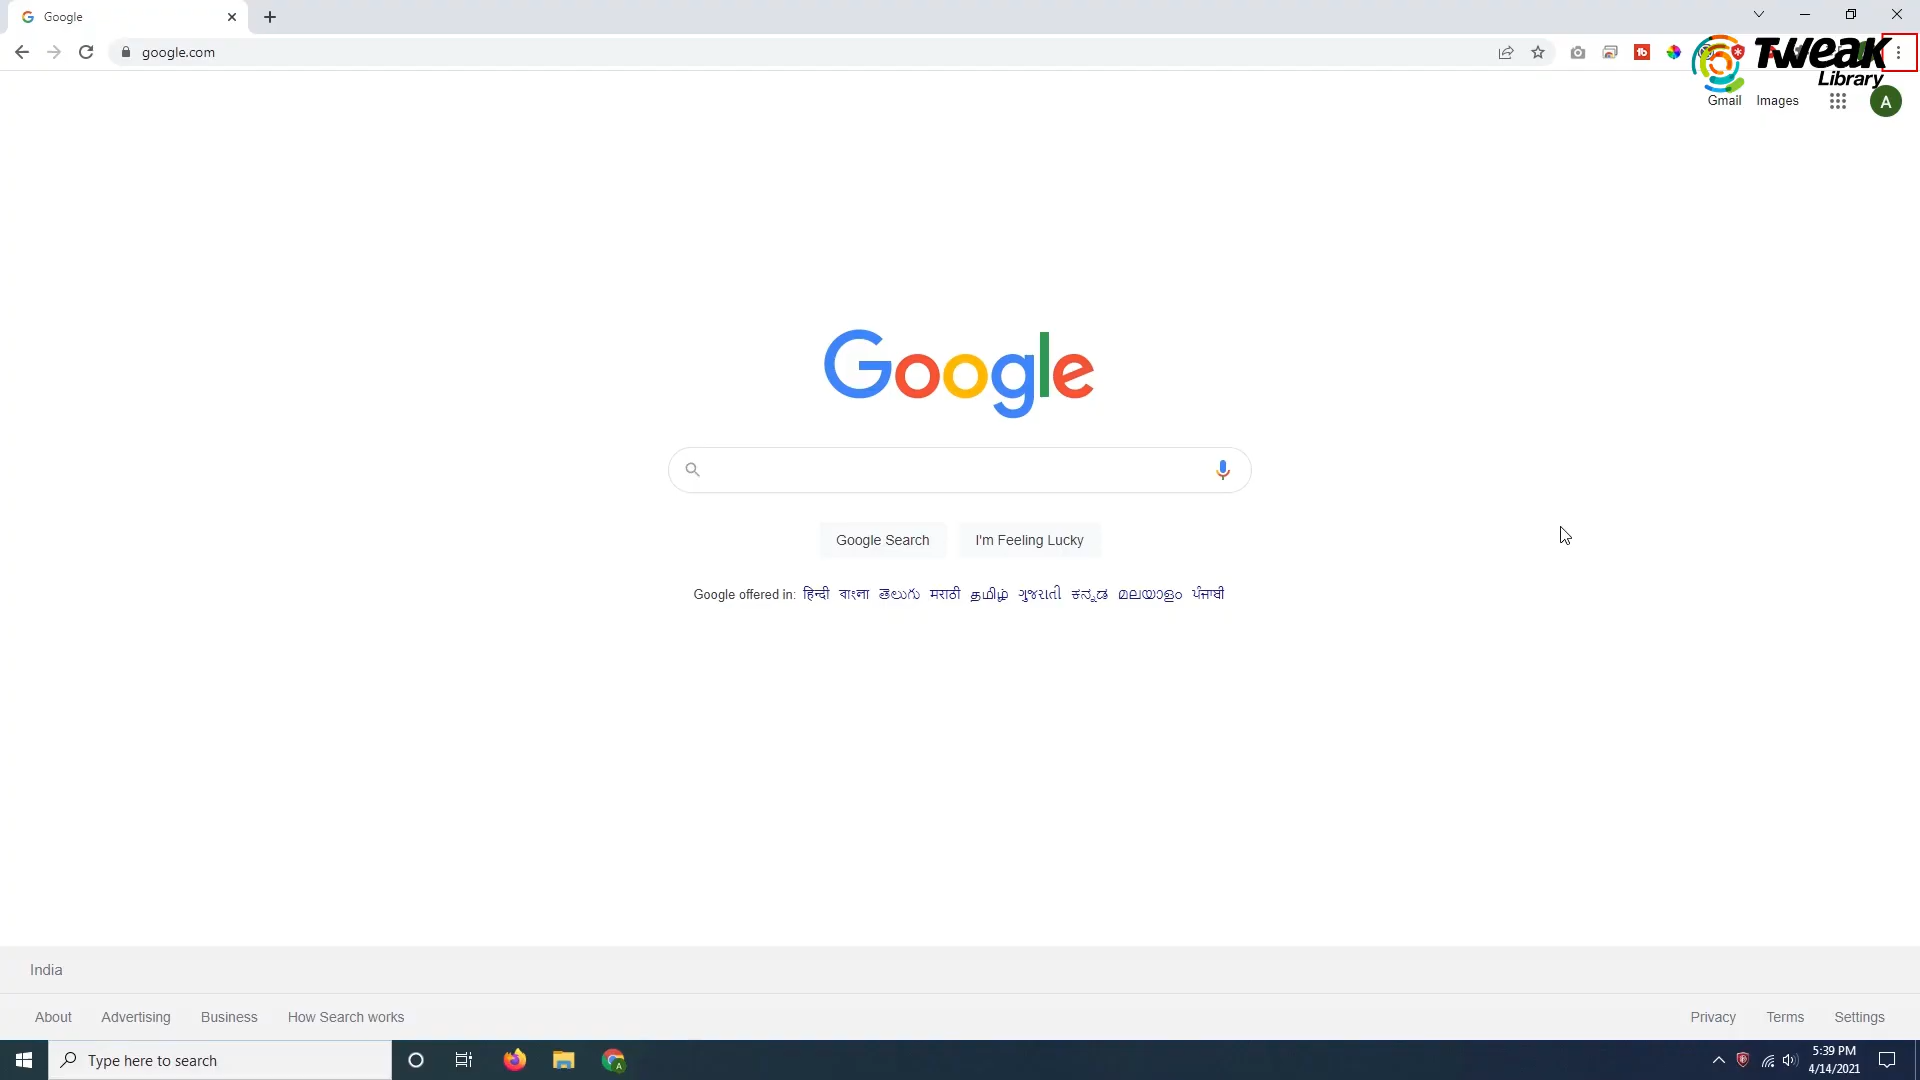 Google
google.com
Tweak
Library
Gmail Images
A
Google
Google Search I'm Feeling Lucky
Google offered in: हिन्दी বাংলা తెలుగు मराठी தமிழ் ગુજરાતી ಕನ್ನಡ മലയാളം ਪੰਜਾਬੀ
India
About Advertising Business How Search works Privacy Terms Settings
Type here to search
5:39 PM
4/14/2021